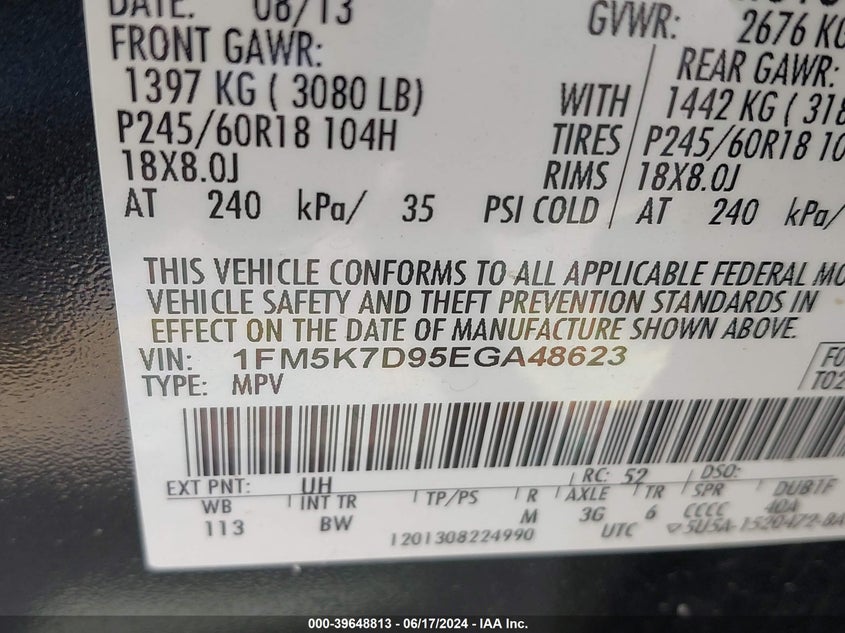 DATE: 08/13
GVWR:
2676 KG
FRONT GAWR:
REAR GAWR:
1397 KG ( 3080 LB) WITH 1442 KG ( 318
P245/60R18 104H TIRES P245/60R18 10
18X8.0J RIMS 18X8.0J
AT 240 kPa/ 35 PSI COLD AT 240 kPa/
THIS VEHICLE CONFORMS TO ALL APPLICABLE FEDERAL MO
VEHICLE SAFETY AND THEFT PREVENTION STANDARDS IN
EFFECT ON THE DATE OF MANUFACTURE SHOWN ABOVE.
VIN: 1FM5K7D95EGA48623
TYPE: MPV
FO
TO2
EXT PNT: UH RC: 52 DSO:
WB INT TR TP/PS R AXLE TR SPR DUB1F
113 BW M 3G 6 CCCC 40A
1201308224990 UTC 5U5A-1520472-BA
000-39648813 / 06/17/2024 - IAA Inc.